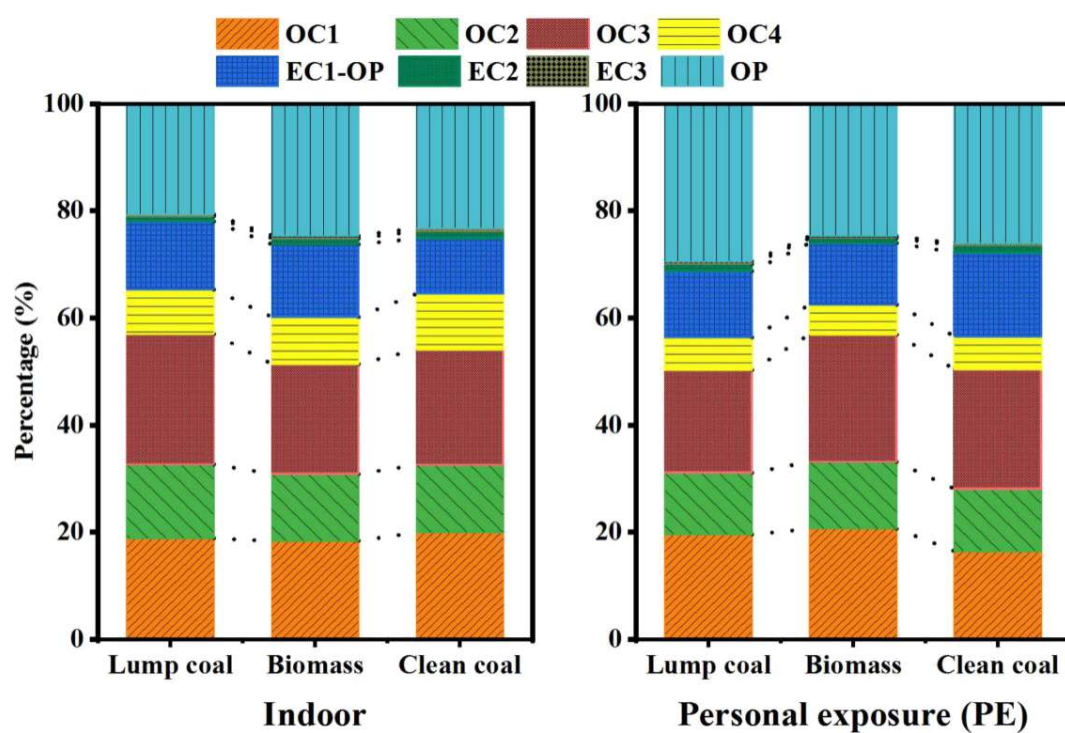 OC1 OC2 OC3 OC4
EC1-OP EC2 EC3 OP
Percentage (%)
100
80
60
40
20
0
Lump coal Biomass Clean coal
Indoor
100
80
60
40
20
0
Lump coal Biomass Clean coal
Personal exposure (PE)